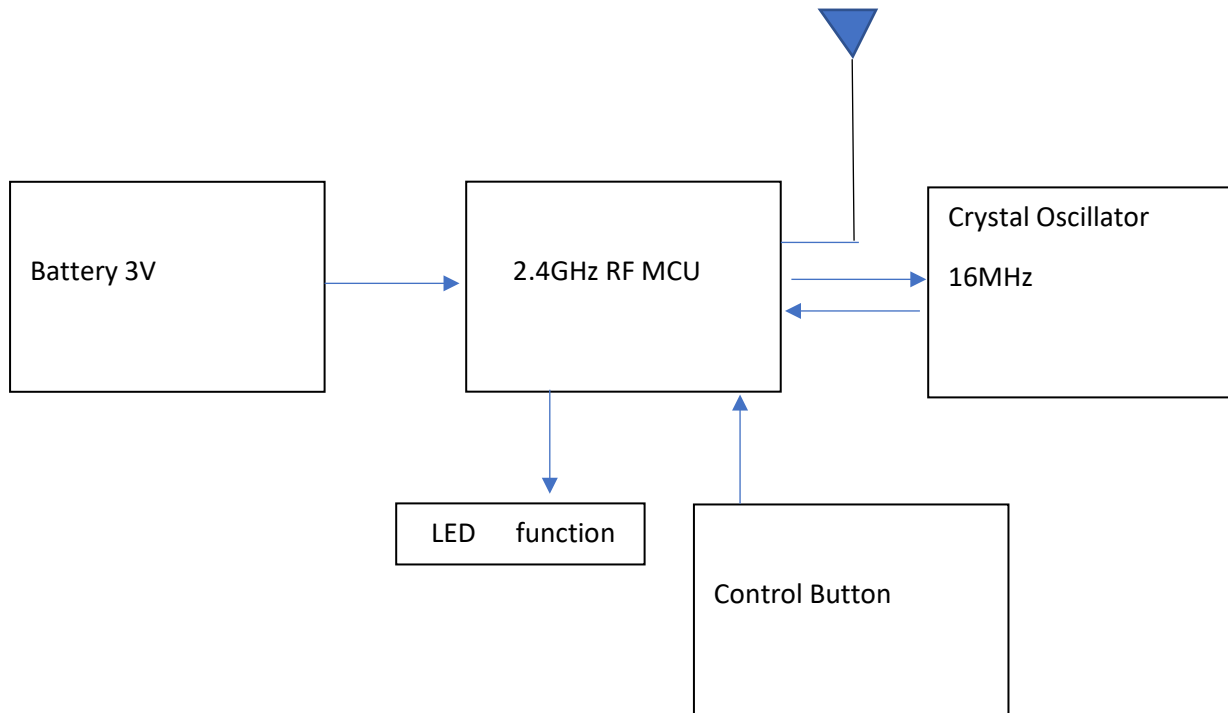 Battery 3V
2.4GHz RF MCU
Crystal Oscillator
16MHz
LED function
Control Button